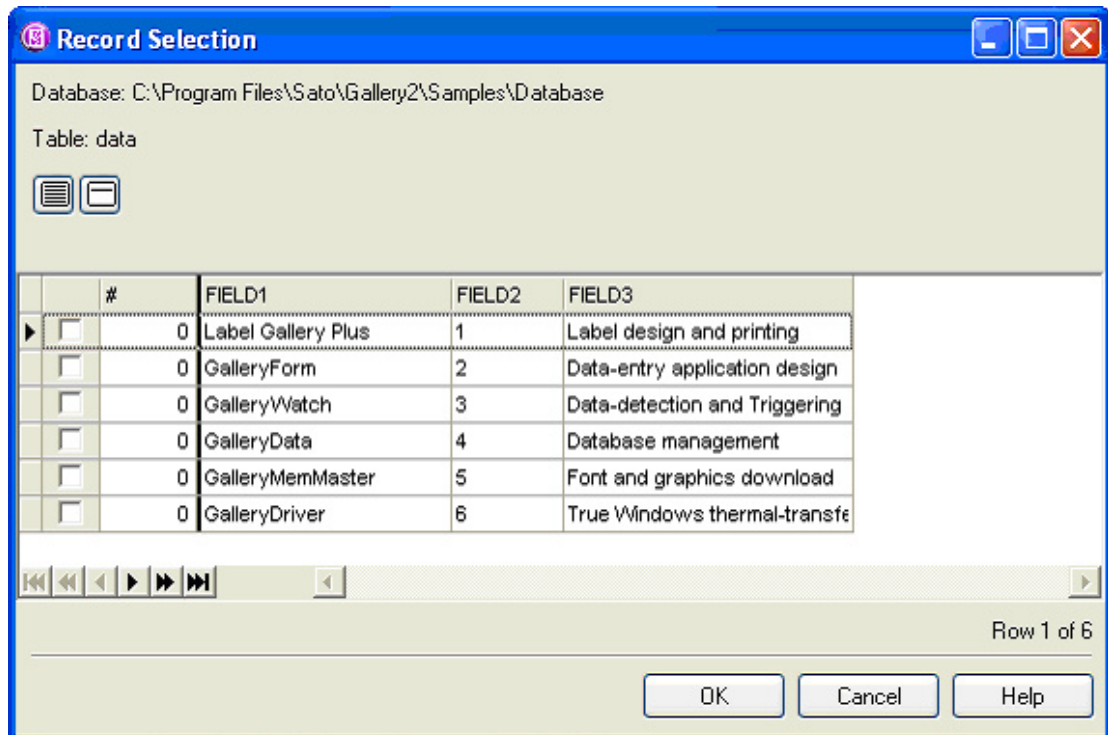 Record Selection
Database: C:\Program Files\Sato\Gallery2\Samples\Database
Table: data
# FIELD1 FIELD2 FIELD3
0 Label Gallery Plus 1 Label design and printing
0 GalleryForm 2 Data-entry application design
0 GalleryWatch 3 Data-detection and Triggering
0 GalleryData 4 Database management
0 GalleryMemMaster 5 Font and graphics download
0 GalleryDriver 6 True Windows thermal-transfe
Row 1 of 6
OK Cancel Help